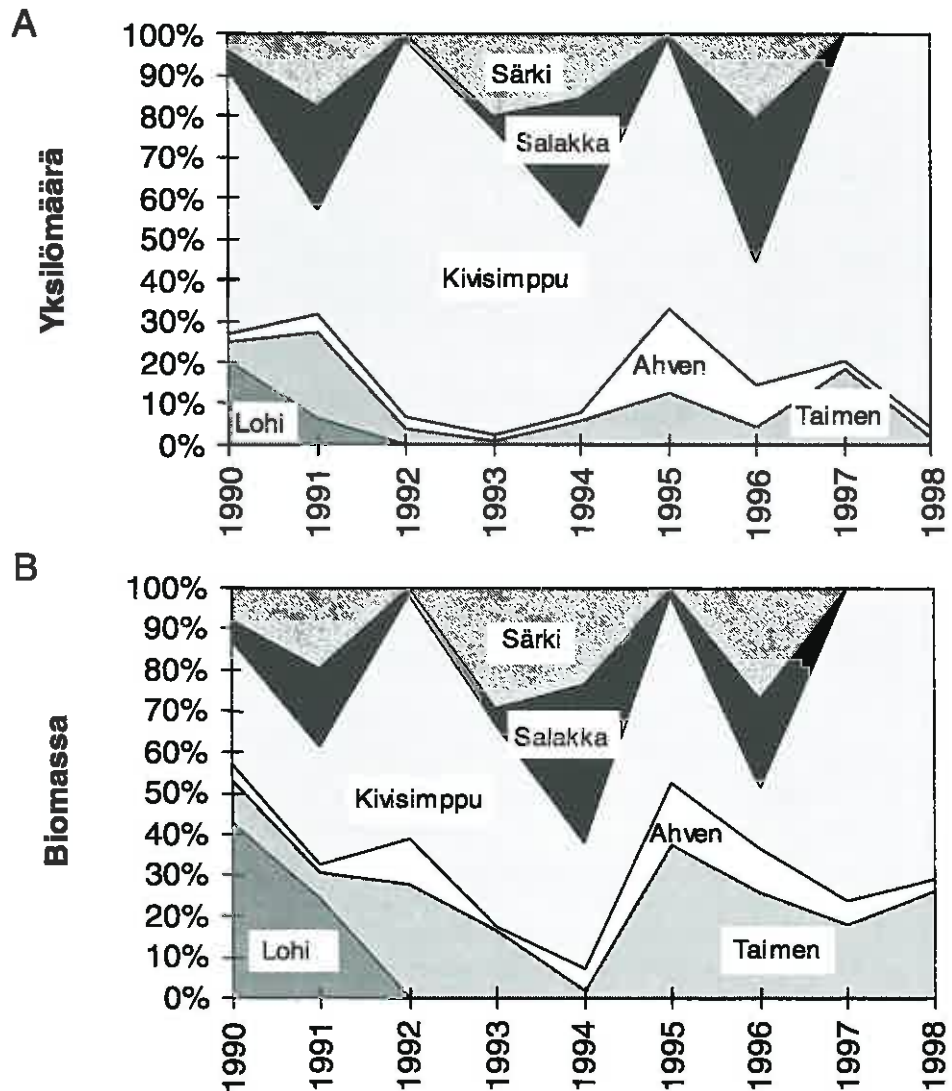 A
Yksilömäärä
100%
90%
80%
70%
60%
50%
40%
30%
20%
10%
0%
Särki
Salakka
Kivisimppu
Ahven
Lohi
Taimen
1990
1991
1992
1993
1994
1995
1996
1997
1998
B
Biomassa
100%
90%
80%
70%
60%
50%
40%
30%
20%
10%
0%
Särki
Salakka
Kivisimppu
Ahven
Lohi
Taimen
1990
1991
1992
1993
1994
1995
1996
1997
1998